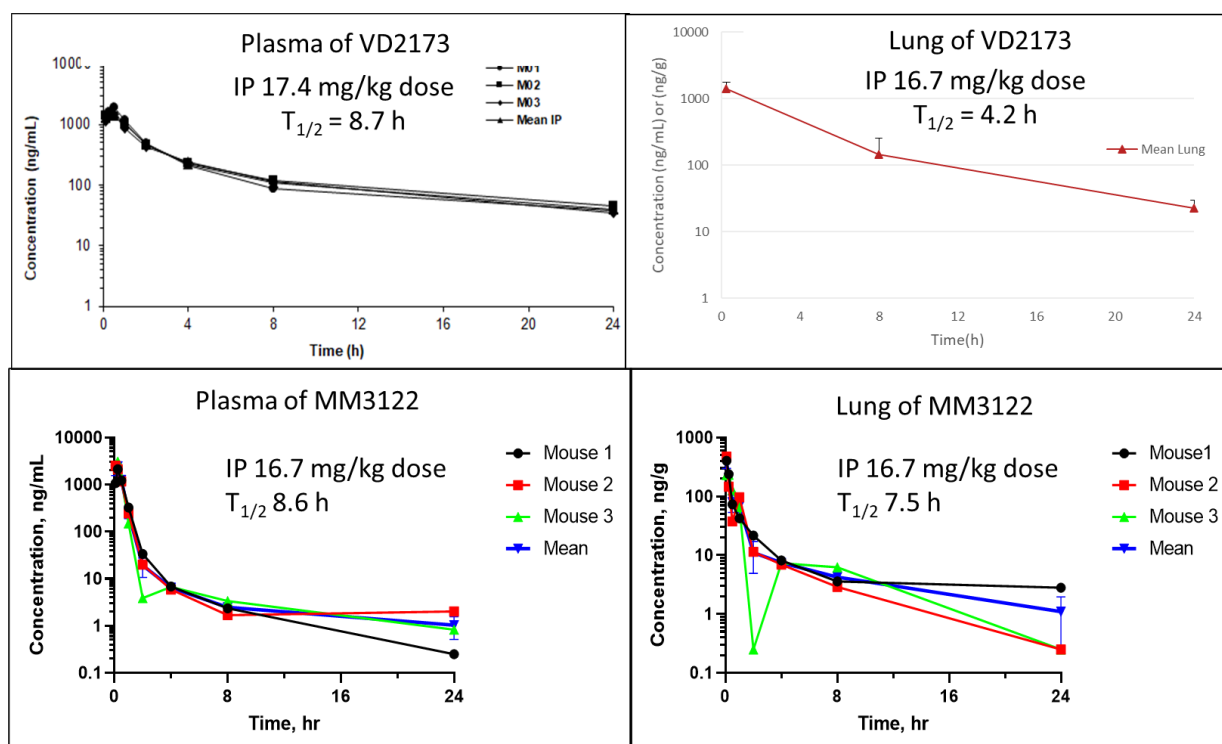 Plasma of VD2173
IP 17.4 mg/kg dose
T1/2 = 8.7 h
M01
M02
M03
Mean IP
Concentration (ng/mL)
1000
1000
100
10
1
0
4
8
12
16
20
24
Time (h)
Lung of VD2173
IP 16.7 mg/kg dose
T1/2 = 4.2 h
Mean Lung
Concentration (ng/mL) or (ng/g)
10000
1000
100
10
1
0
4
8
12
16
20
24
Time(h)
Plasma of MM3122
IP 16.7 mg/kg dose
T1/2 8.6 h
Mouse 1
Mouse 2
Mouse 3
Mean
Concentration, ng/mL
10000
1000
100
10
1
0.1
0
8
16
24
Time, hr
Lung of MM3122
IP 16.7 mg/kg dose
T1/2 7.5 h
Mouse1
Mouse 2
Mouse 3
Mean
Concentration, ng/g
1000
100
10
1
0.1
0
8
16
24
Time, hr